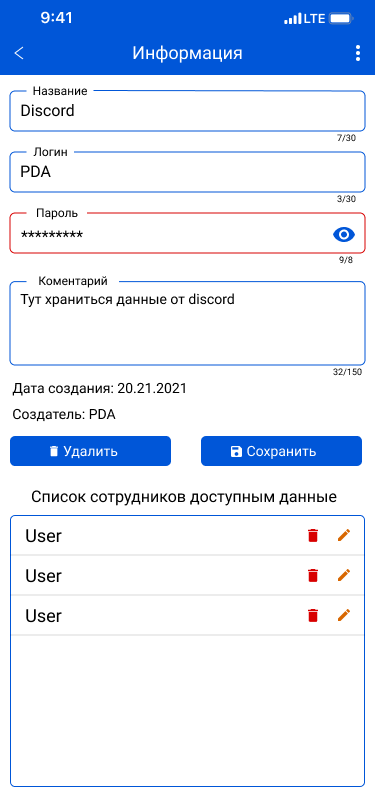 9:41 LTE
Информация
Название
Discord
7/30
Логин
PDA
3/30
Пароль
*********
9/8
Коментарий
Тут храниться данные от discord
32/150
Дата создания: 20.21.2021
Создатель: PDA
Удалить Сохранить
Список сотрудников доступным данные
User
User
User